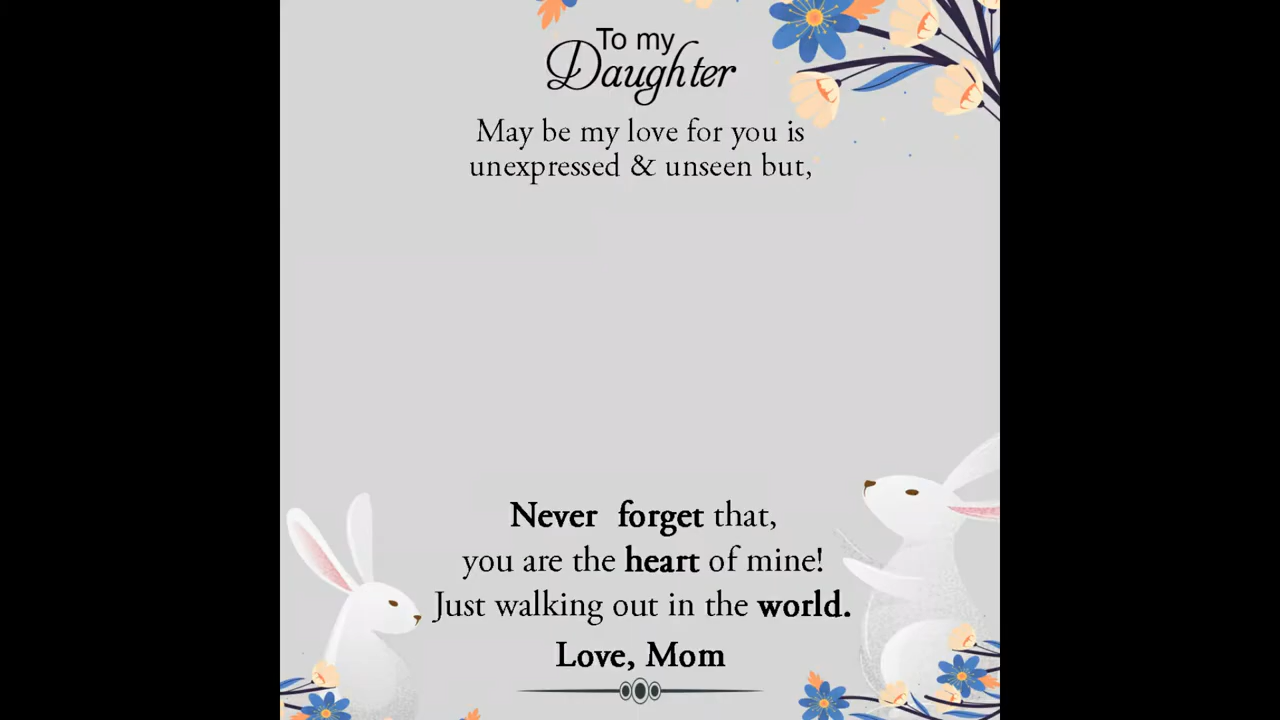 To my
Daughter
May be my love for you is
unexpressed & unseen but,
Never forget that,
you are the heart of mine!
Just walking out in the world.
Love, Mom